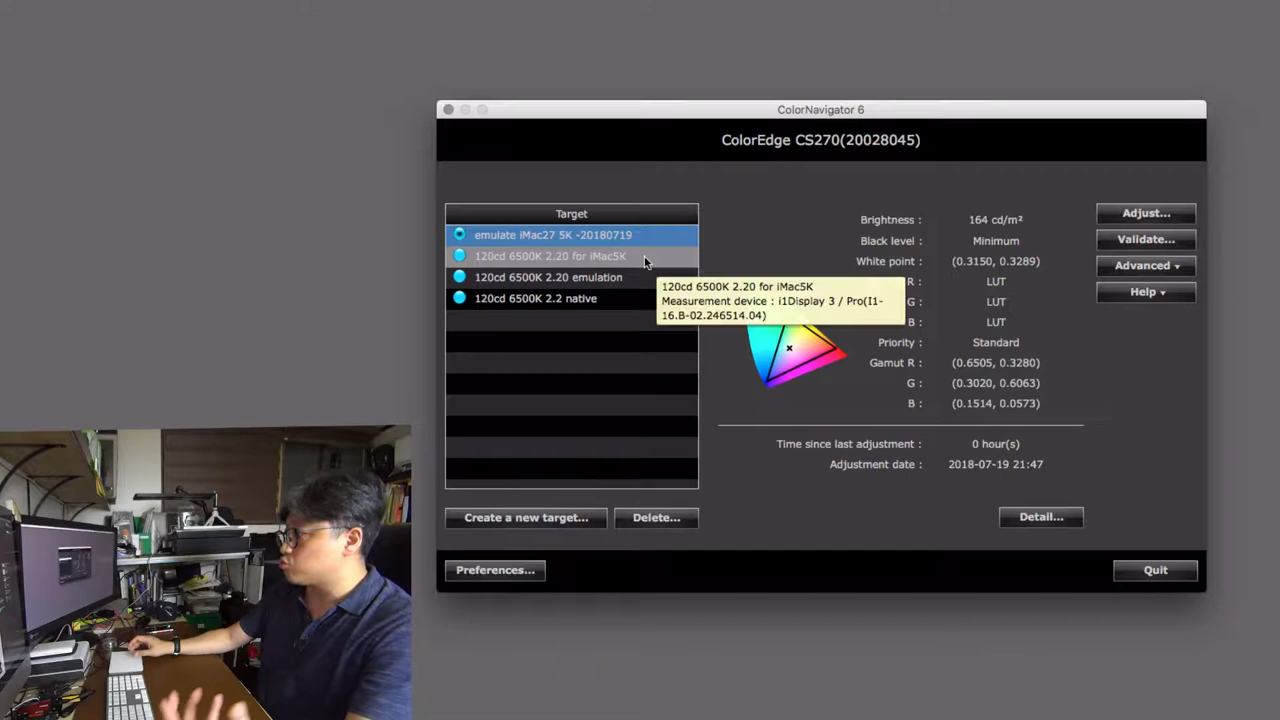 ColorNavigator 6
ColorEdge CS270(20028045)
Target
emulate iMac27 5K -20180719
120cd 6500K 2.20 for iMac5K
120cd 6500K 2.20 emulation
120cd 6500K 2.2 native
120cd 6500K 2.20 for iMac5K
Measurement device : i1Display 3 / Pro(I1-
16.B-02.246514.04)
Brightness : 164 cd/m²
Black level : Minimum
White point : (0.3150, 0.3289)
R : LUT
G : LUT
B : LUT
Priority : Standard
Gamut R : (0.6505, 0.3280)
G : (0.3020, 0.6063)
B : (0.1514, 0.0573)
Time since last adjustment : 0 hour(s)
Adjustment date : 2018-07-19 21:47
Adjust...
Validate...
Advanced
Help
Create a new target...
Delete...
Detail...
Preferences...
Quit